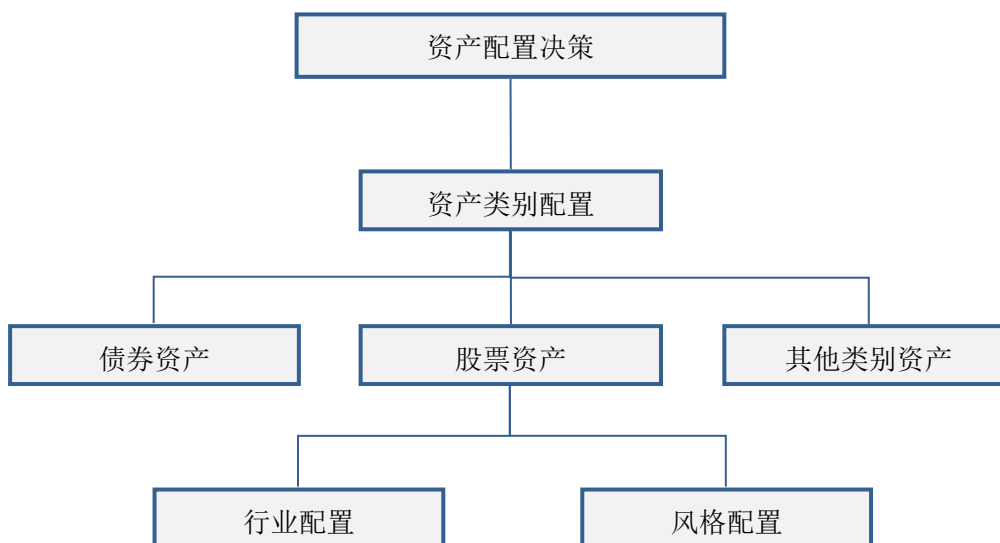 资产配置决策
资产类别配置
债券资产
股票资产
其他类别资产
行业配置
风格配置